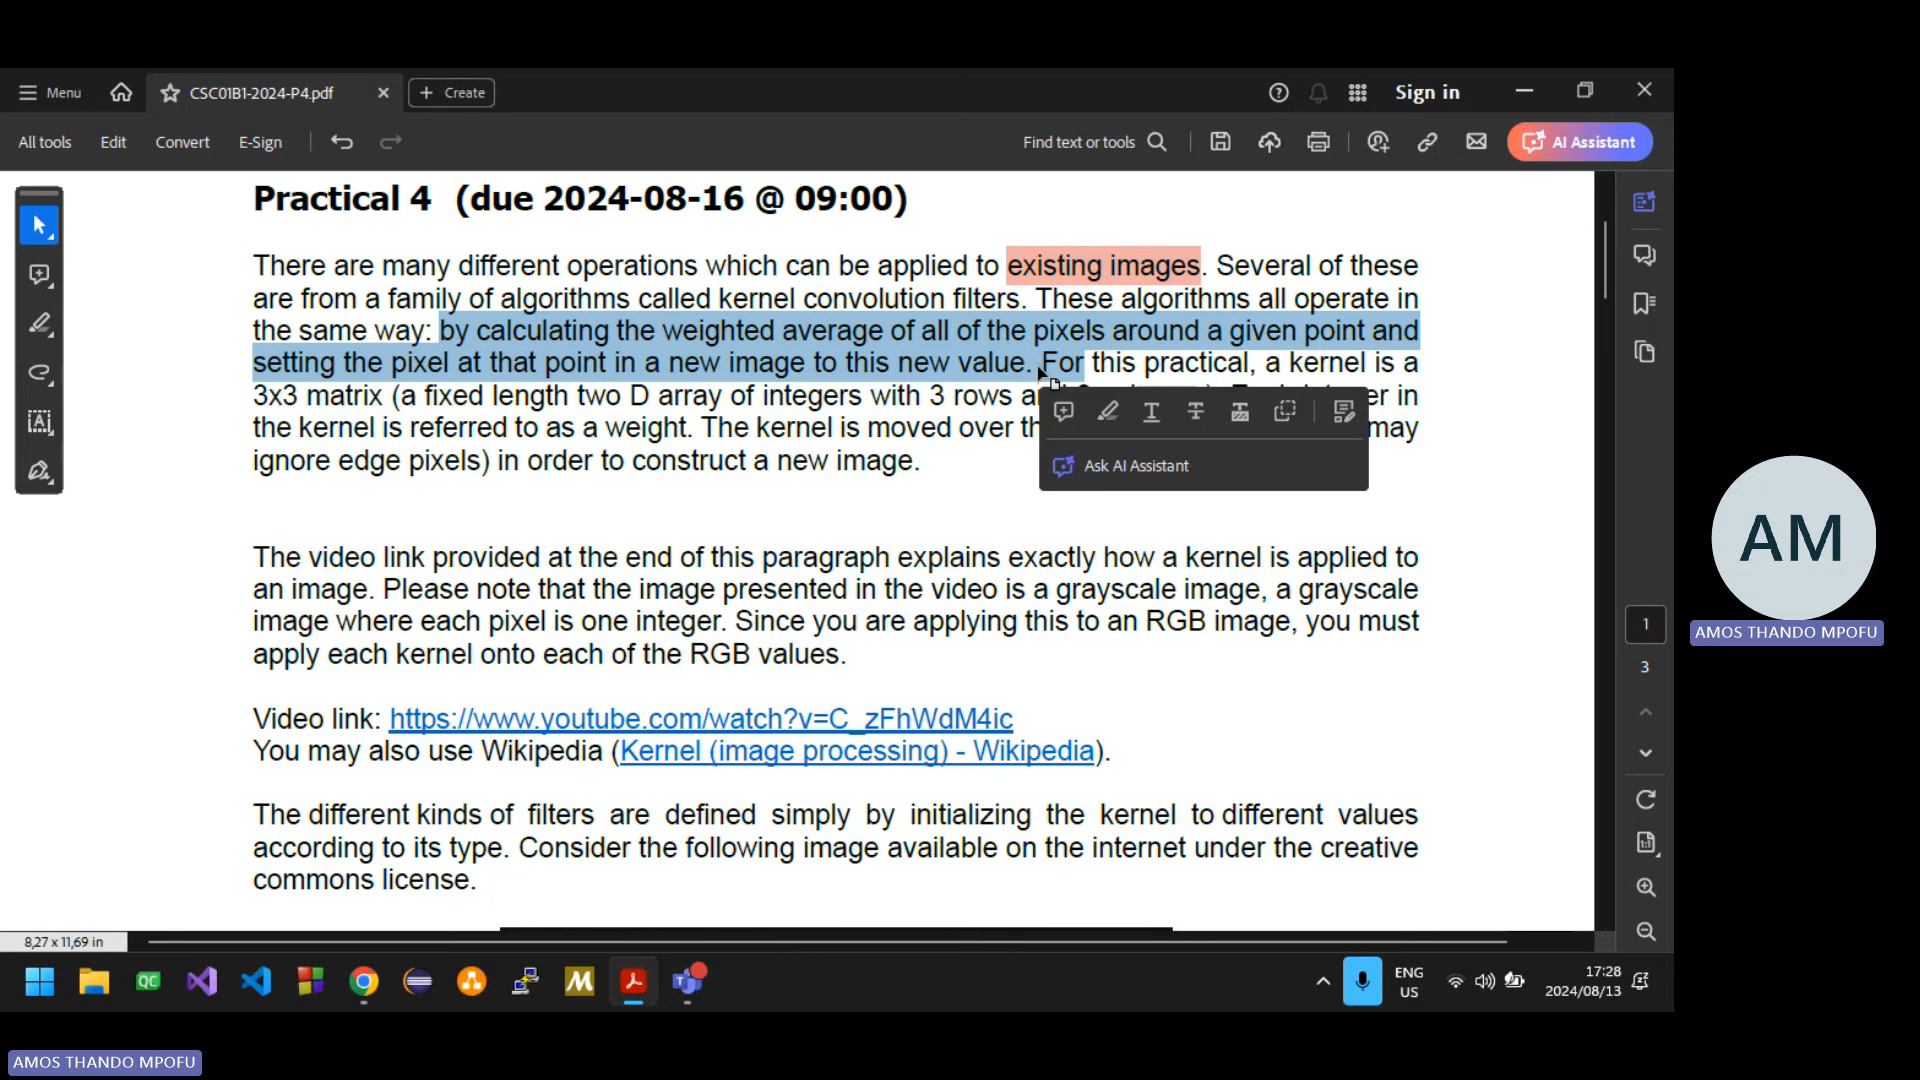 Menu
CSC01B1-2024-P4.pdf
Create
Sign in
All tools
Edit
Convert
E-Sign
Find text or tools
AI Assistant
Practical 4 (due 2024-08-16 @ 09:00)
There are many different operations which can be applied to existing images. Several of these
are from a family of algorithms called kernel convolution filters. These algorithms all operate in
the same way: by calculating the weighted average of all of the pixels around a given point and
setting the pixel at that point in a new image to this new value. For this practical, a kernel is a
3x3 matrix (a fixed length two D array of integers with 3 rows
er in
the kernel is referred to as a weight. The kernel is moved over
may
ignore edge pixels) in order to construct a new image.
Ask AI Assistant
The video link provided at the end of this paragraph explains exactly how a kernel is applied to
an image. Please note that the image presented in the video is a grayscale image, a grayscale
image where each pixel is one integer. Since you are applying this to an RGB image, you must
apply each kernel onto each of the RGB values.
Video link: https://www.youtube.com/watch?v=C_zFhWdM4ic
You may also use Wikipedia (Kernel (image processing) - Wikipedia).
The different kinds of filters are defined simply by initializing the kernel to different values
according to its type. Consider the following image available on the internet under the creative
commons license.
1
3
AM
AMOS THANDO MPOFU
8,27 x 11,69 in
QC
M
ENG
US
17:28
2024/08/13
AMOS THANDO MPOFU